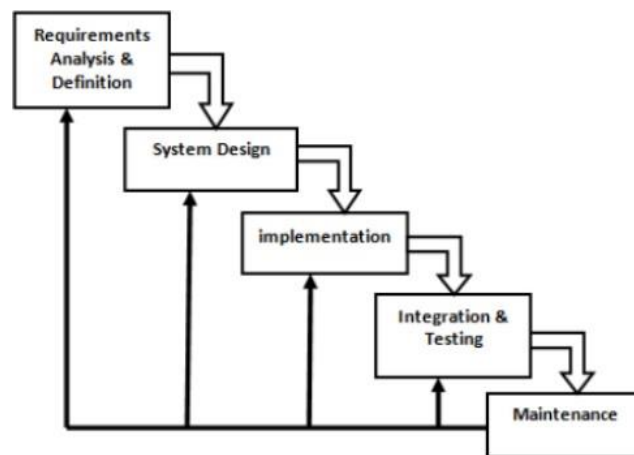 Requirements
Analysis &
Definition
System Design
implementation
Integration &
Testing
Maintenance